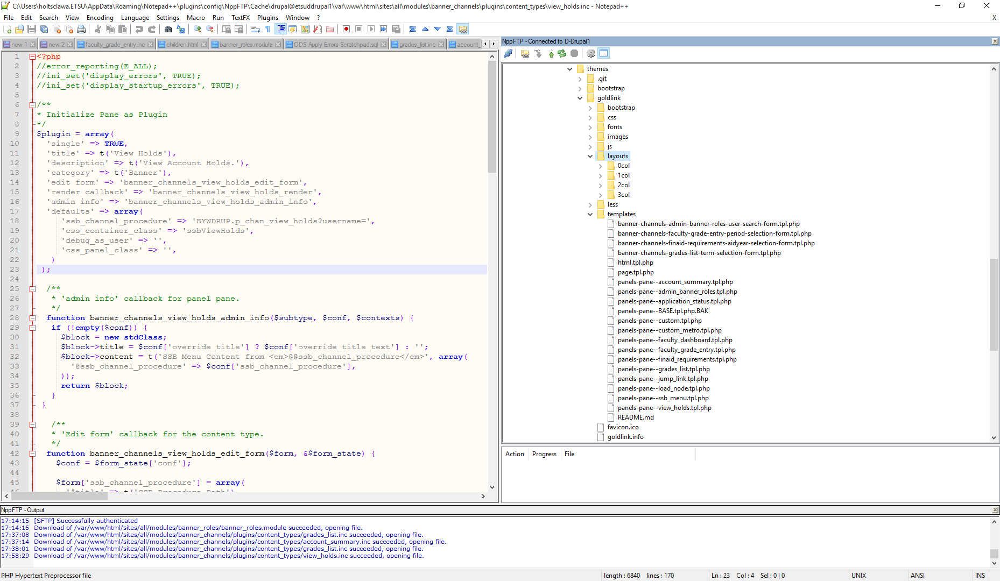 C:\Users\holtsclawa.ETSU\AppData\Roaming\Notepad++\plugins\config\NppFTP\Cache\drupal@etsuddrupal1\var\www\html\sites\all\modules\banner_channels\plugins\content_types\view_holds.inc - Notepad++
File Edit Search View Encoding Language Settings Macro Run TextFX Plugins Window ? X
new 1 new 2 faculty_grade_entry.inc children.html banner_roles.module ODS Apply Errors Scratchpad.sql grades_list.inc account_
1 <?php
2 //error_reporting(E_ALL);
3 //ini_set('display_errors', TRUE);
4 //ini_set('display_startup_errors', TRUE);
5
6 /**
7 * Initialize Pane as Plugin
8 */
9 $plugin = array(
10 'single' => TRUE,
11 'title' => t('View Holds'),
12 'description' => t('View Account Holds.'),
13 'category' => t('Banner'),
14 'edit form' => 'banner_channels_view_holds_edit_form',
15 'render callback' => 'banner_channels_view_holds_render',
16 'admin info' => 'banner_channels_view_holds_admin_info',
17 'defaults' => array(
18 'ssb_channel_procedure' => 'BYWDRUP.p_chan_view_holds?username=',
19 'css_container_class' => 'ssbViewHolds',
20 'debug_as_user' => '',
21 'css_panel_class' => '',
22 )
23 );
24
25 /**
26 * 'admin info' callback for panel pane.
27 */
28 function banner_channels_view_holds_admin_info($subtype, $conf, $contexts) {
29 if (!empty($conf)) {
30 $block = new stdClass;
31 $block->title = $conf['override_title'] ? $conf['override_title_text'] : '';
32 $block->content = t('SSB Menu Content from <em>@@ssb_channel_procedure</em>', array(
33 '@ssb_channel_procedure' => $conf['ssb_channel_procedure'],
34 ));
35 return $block;
36 }
37 }
38
39 /**
40 * 'Edit form' callback for the content type.
41 */
42 function banner_channels_view_holds_edit_form($form, &$form_state) {
43 $conf = $form_state['conf'];
44
45 $form['ssb_channel_procedure'] = array(
NppFTP - Connected to D-Drupal1
themes
.git
bootstrap
goldlink
bootstrap
css
fonts
images
js
layouts
0col
1col
2col
3col
less
templates
banner-channels-admin-banner-roles-user-search-form.tpl.php
banner-channels-faculty-grade-entry-period-selection-form.tpl.php
banner-channels-finaid-requirements-aidyear-selection-form.tpl.php
banner-channels-grades-list-term-selection-form.tpl.php
html.tpl.php
page.tpl.php
panels-pane--account_summary.tpl.php
panels-pane--admin_banner_roles.tpl.php
panels-pane--application_status.tpl.php
panels-pane--BASE.tpl.php.BAK
panels-pane--custom.tpl.php
panels-pane--custom_metro.tpl.php
panels-pane--faculty_dashboard.tpl.php
panels-pane--faculty_grade_entry.tpl.php
panels-pane--finaid_requirements.tpl.php
panels-pane--grades_list.tpl.php
panels-pane--jump_link.tpl.php
panels-pane--load_node.tpl.php
panels-pane--ssb_menu.tpl.php
panels-pane--view_holds.tpl.php
README.md
favicon.ico
goldlink.info
Action Progress File
NppFTP - Output
17:14:15 [SFTP] Successfully authenticated
17:14:15 Download of /var/www/html/sites/all/modules/banner_roles/banner_roles.module succeeded, opening file.
17:37:08 Download of /var/www/html/sites/all/modules/banner_channels/plugins/content_types/grades_list.inc succeeded, opening file.
17:37:14 Download of /var/www/html/sites/all/modules/banner_channels/plugins/content_types/account_summary.inc succeeded, opening file.
17:38:01 Download of /var/www/html/sites/all/modules/banner_channels/plugins/content_types/grades_list.inc succeeded, opening file.
17:58:29 Download of /var/www/html/sites/all/modules/banner_channels/plugins/content_types/view_holds.inc succeeded, opening file.
PHP Hypertext Preprocessor file length : 6840 lines : 170 Ln : 23 Col : 4 Sel : 0 | 0 UNIX ANSI INS